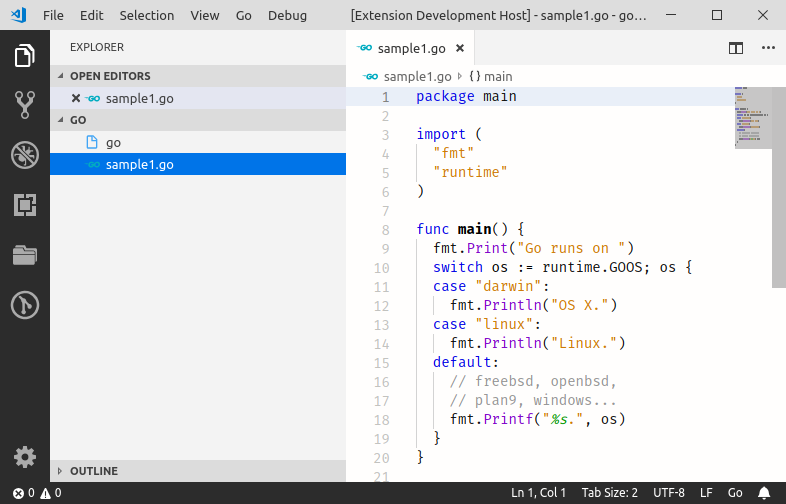 File Edit Selection View Go Debug [Extension Development Host] - sample1.go - go…
EXPLORER
OPEN EDITORS
GO sample1.go
GO
go
GO sample1.go
OUTLINE
GO sample1.go
GO sample1.go {} main
1 package main
2
3 import (
4 "fmt"
5 "runtime"
6 )
7
8 func main() {
9 fmt.Print("Go runs on ")
10 switch os := runtime.GOOS; os {
11 case "darwin":
12 fmt.Println("OS X.")
13 case "linux":
14 fmt.Println("Linux.")
15 default:
16 // freebsd, openbsd,
17 // plan9, windows...
18 fmt.Printf("%s.", os)
19 }
20 }
21
0 0 Ln 1, Col 1 Tab Size: 2 UTF-8 LF Go